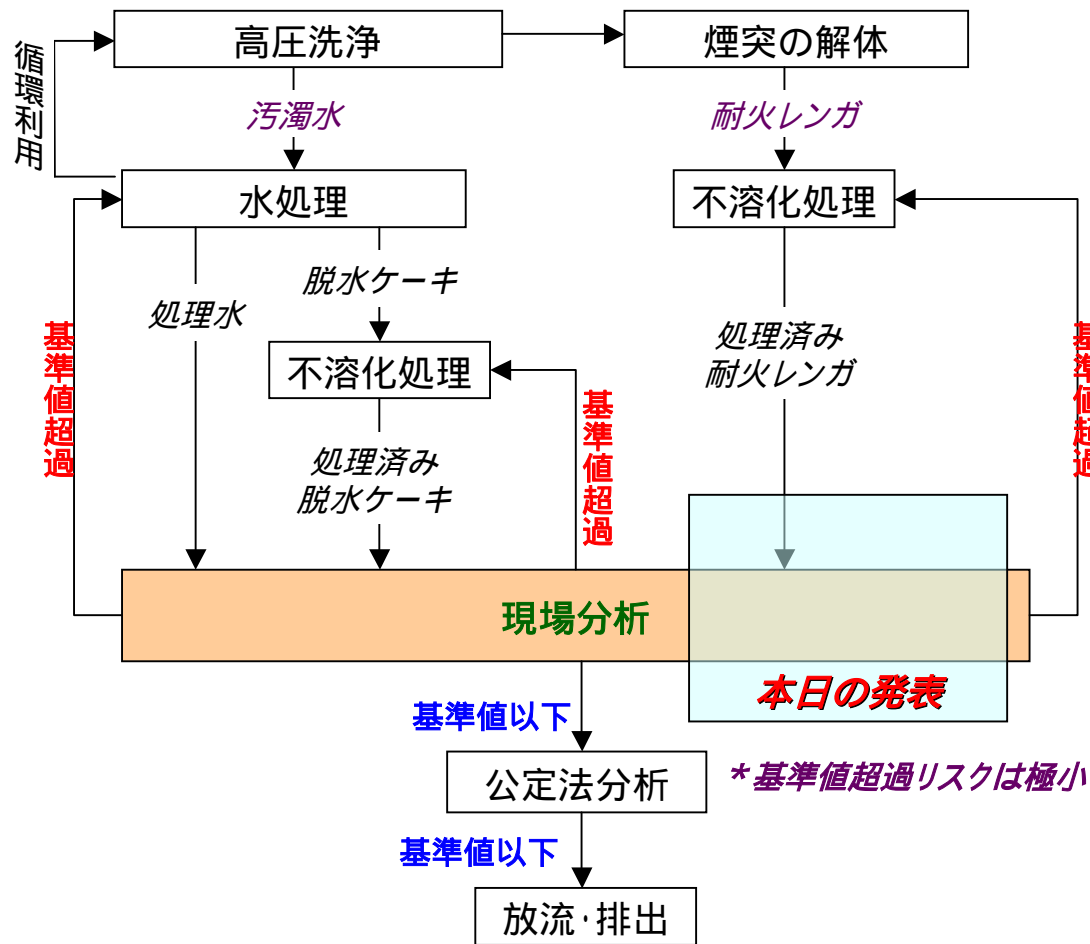 高圧洗浄
煙突の解体
循環利用
汚濁水
耐火レンガ
水処理
不溶化処理
脱水ケーキ
処理水
基準値超過
処理済み
耐火レンガ
基準値超過
不溶化処理
基準値超過
処理済み
脱水ケーキ
現場分析
本日の発表
基準値以下
公定法分析
*基準値超過リスクは極小
基準値以下
放流・排出